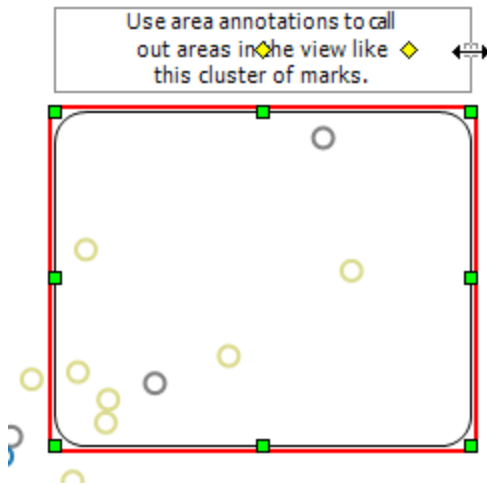 Use area annotations to call
out areas in the view like
this cluster of marks.